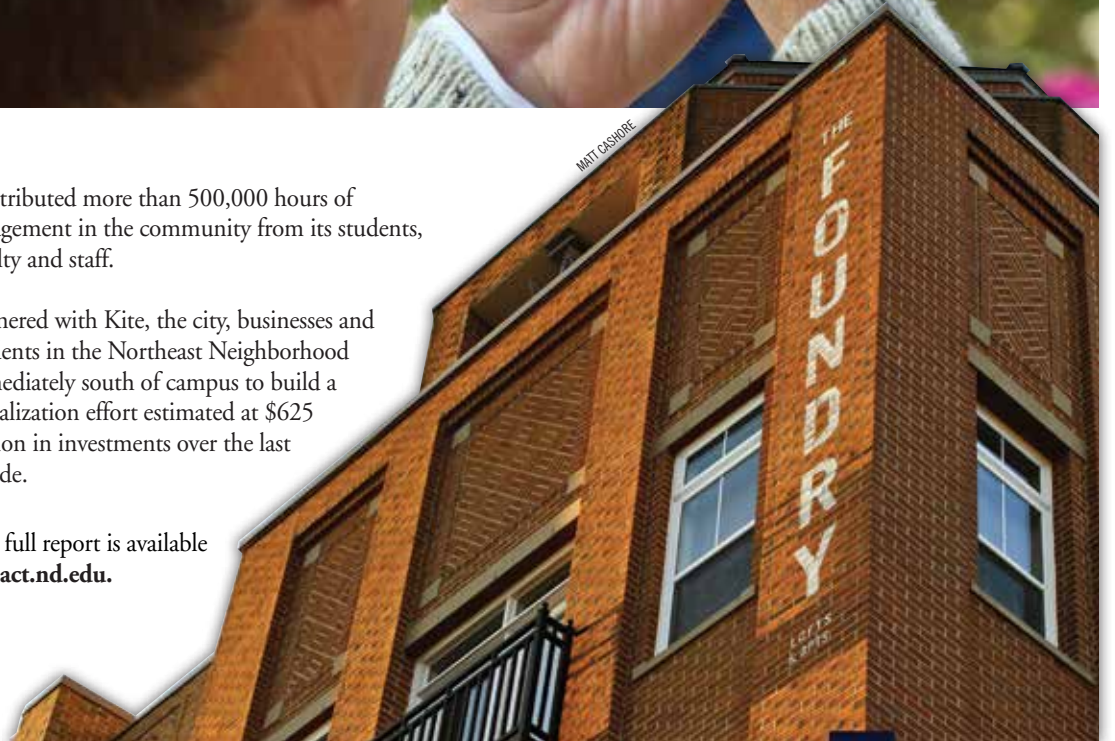 MATT CASHORE
tributed more than 500,000 hours of
gement in the community from its students,
lty and staff.
nered with Kite, the city, businesses and
ents in the Northeast Neighborhood
nediately south of campus to build a
alization effort estimated at $625
on in investments over the last
de.
full report is available
act.nd.edu.
THE
FOUNDRY
LOFTS
& APTS